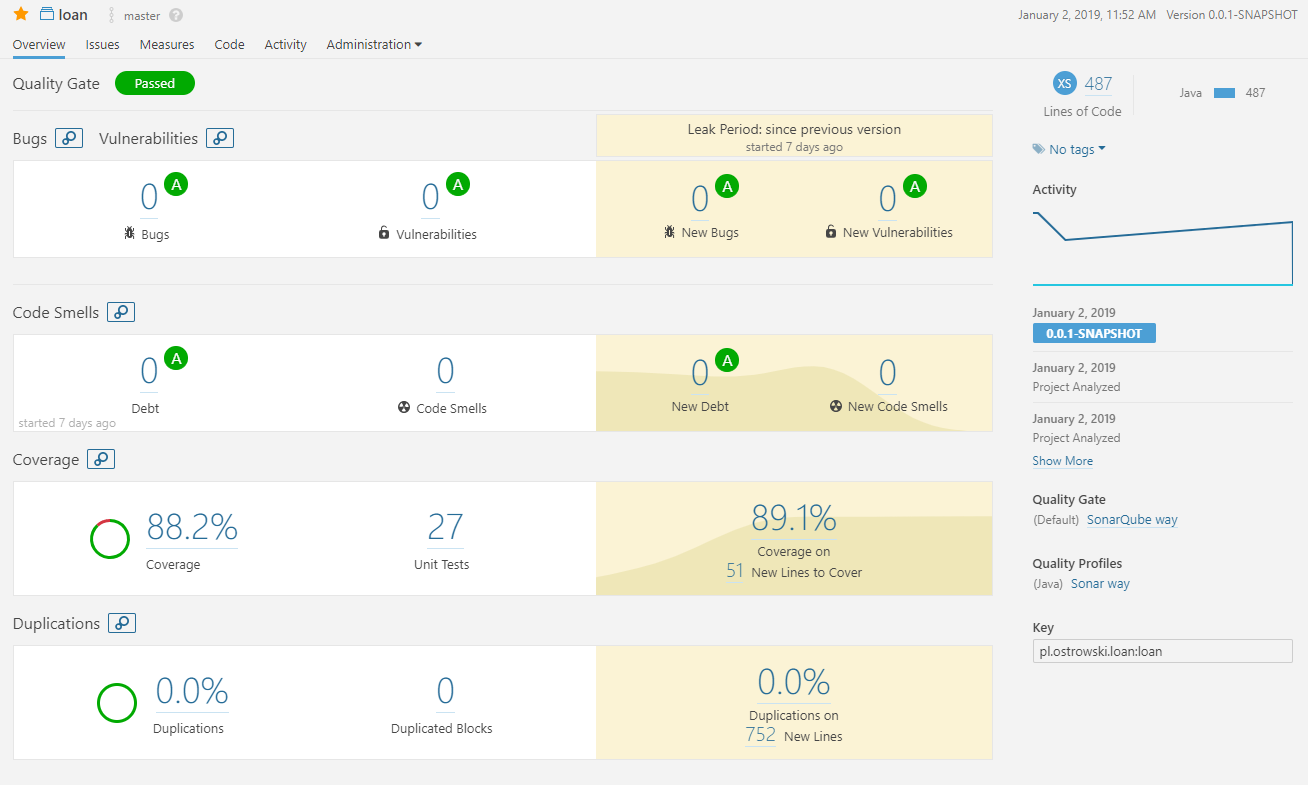 loan master ? January 2, 2019, 11:52 AM Version 0.0.1-SNAPSHOT
Overview Issues Measures Code Activity Administration
Quality Gate Passed
Bugs Vulnerabilities
Leak Period: since previous version
started 7 days ago
0 A 0 A 0 A 0 A
Bugs Vulnerabilities New Bugs New Vulnerabilities
Code Smells
0 A 0 0 A 0
Debt Code Smells New Debt New Code Smells
started 7 days ago
Coverage
88.2% 27 89.1%
Coverage Unit Tests Coverage on
51 New Lines to Cover
Duplications
0.0% 0 0.0%
Duplications Duplicated Blocks Duplications on
752 New Lines
XS 487 Java 487
Lines of Code
No tags
Activity
January 2, 2019
0.0.1-SNAPSHOT
January 2, 2019
Project Analyzed
January 2, 2019
Project Analyzed
Show More
Quality Gate
(Default) SonarQube way
Quality Profiles
(Java) Sonar way
Key
pl.ostrowski.loan:loan